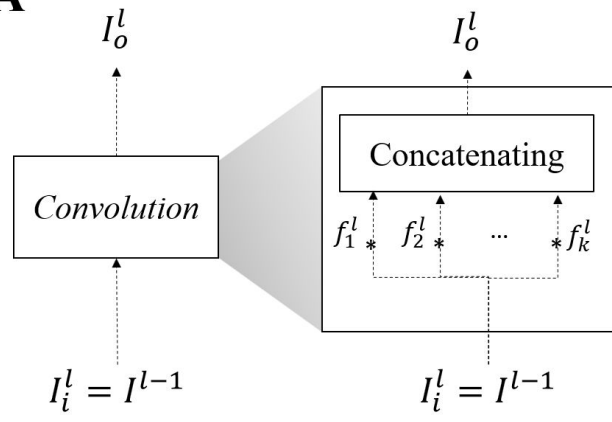 A
I_o^l
I_o^l
Convolution
Concatenating
f_1^l * f_2^l * ... * f_k^l
I_i^l = I^{l-1}
I_i^l = I^{l-1}